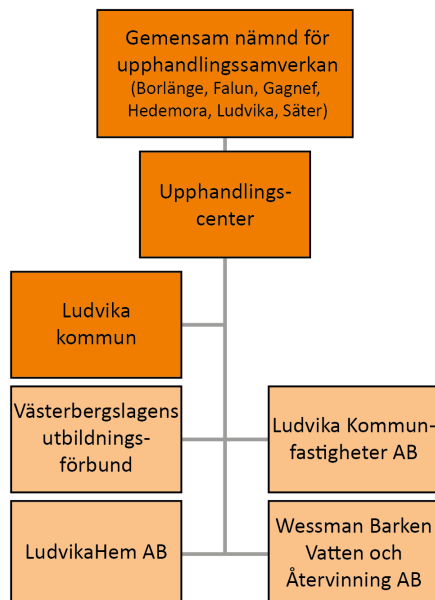 Gemensam nämnd för
upphandlingssamverkan
(Borlänge, Falun, Gagnef,
Hedemora, Ludvika, Säter)
Upphandlings-
center
Ludvika
kommun
Västerbergslagens
utbildnings-
förbund
Ludvika Kommun-
fastigheter AB
LudvikaHem AB
Wessman Barken
Vatten och
Återvinning AB